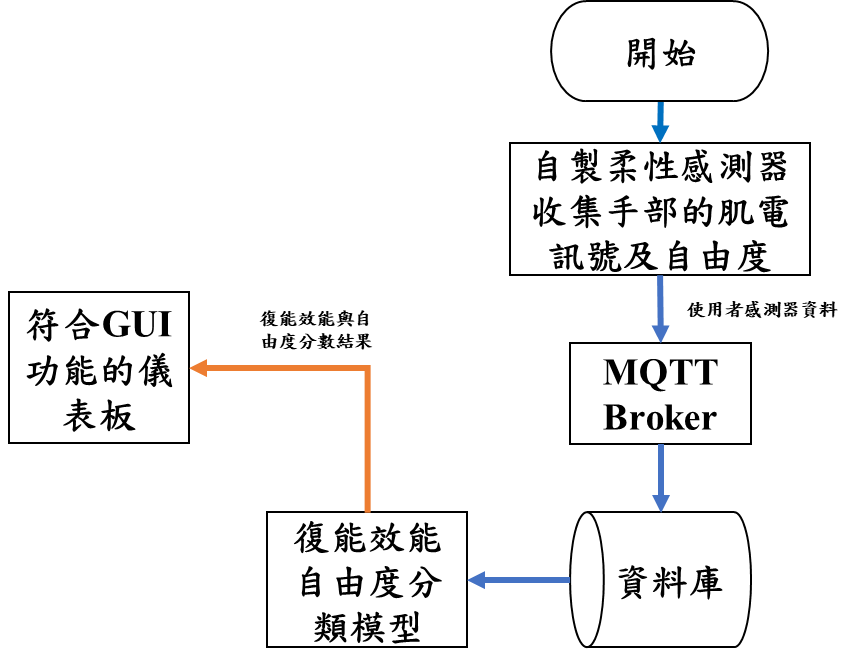 開始
自製柔性感測器
收集手部的肌電
訊號及自由度
使用者感測器資料
MQTT
Broker
資料庫
復能效能
自由度分
類模型
復能效能與自
由度分數結果
符合GUI
功能的儀
表板